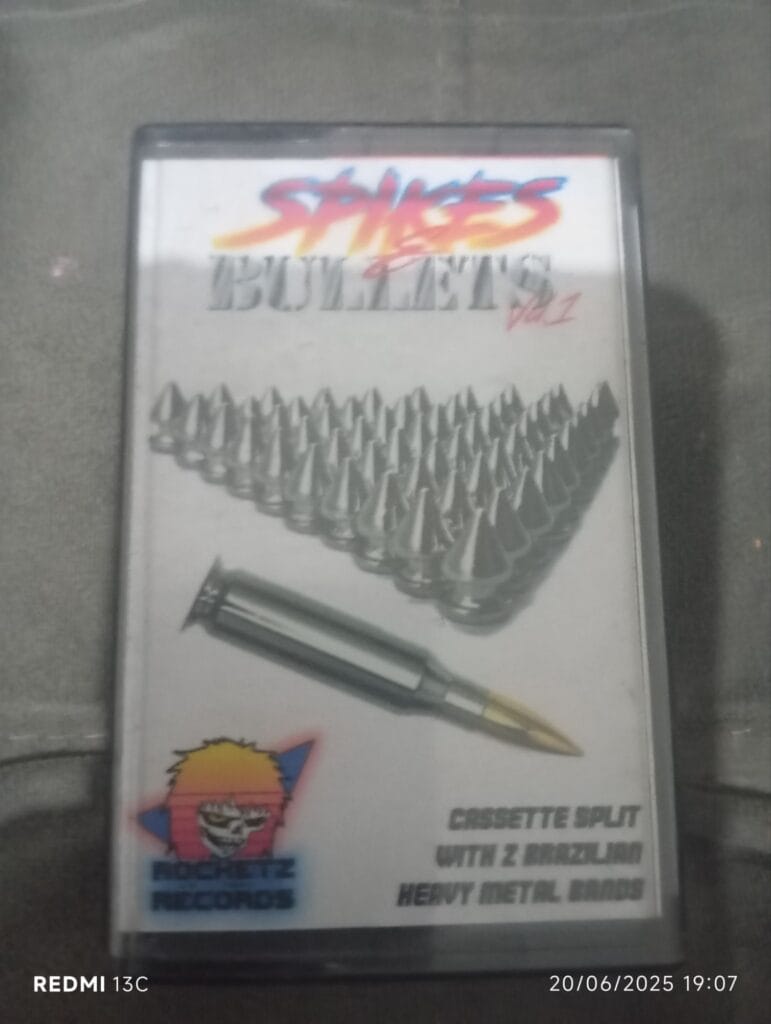 SPIKES
&
BULLETS
Vol.1
ROCKETZ
RECORDS
CASSETTE SPLIT
WITH 2 BRAZILIAN
HEAVY METAL BANDS
REDMI 13C
20/06/2025 19:07